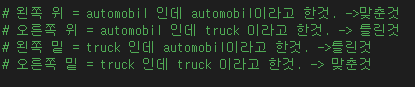 # 왼쪽 위 = automobil 인데 automobil이라고 한것. ->맞춘것
# 오른쪽 위 = automobil 인데 truck 이라고 한것. -> 틀린것
# 왼쪽 밑 = truck 인데 automobil이라고 한것. ->틀린것
# 오른쪽 밑 = truck 인데 truck 이라고 한것. -> 맞춘것